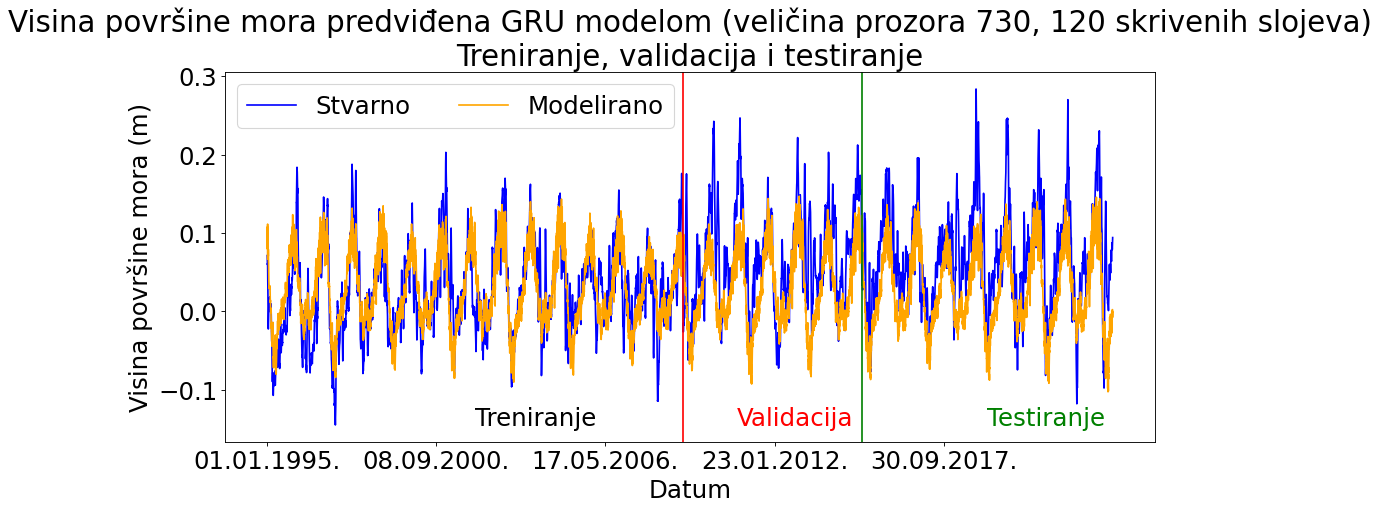 Visina površine mora predviđena GRU modelom (veličina prozora 730, 120 skrivenih slojeva)
Treniranje, validacija i testiranje
Stvarno
Modelirano
Visina površine mora (m)
0.3
0.2
0.1
0.0
−0.1
Treniranje
Validacija
Testiranje
01.01.1995.
08.09.2000.
17.05.2006.
23.01.2012.
30.09.2017.
Datum